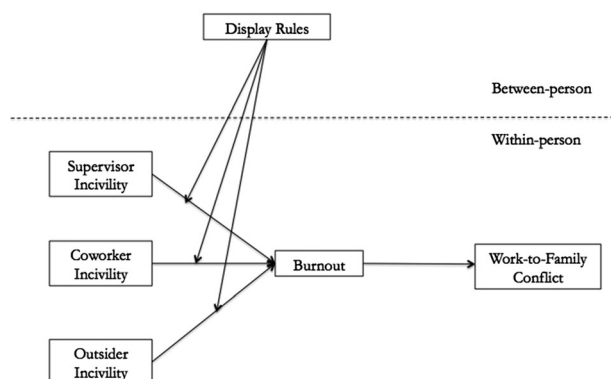 Display Rules
Between-person
Within-person
Supervisor
Incivility
Coworker
Incivility
Burnout
Work-to-Family
Conflict
Outsider
Incivility